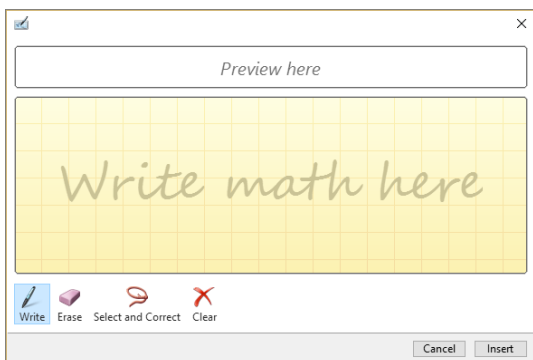 Preview here
Write math here
Write Erase Select and Correct Clear
Cancel Insert